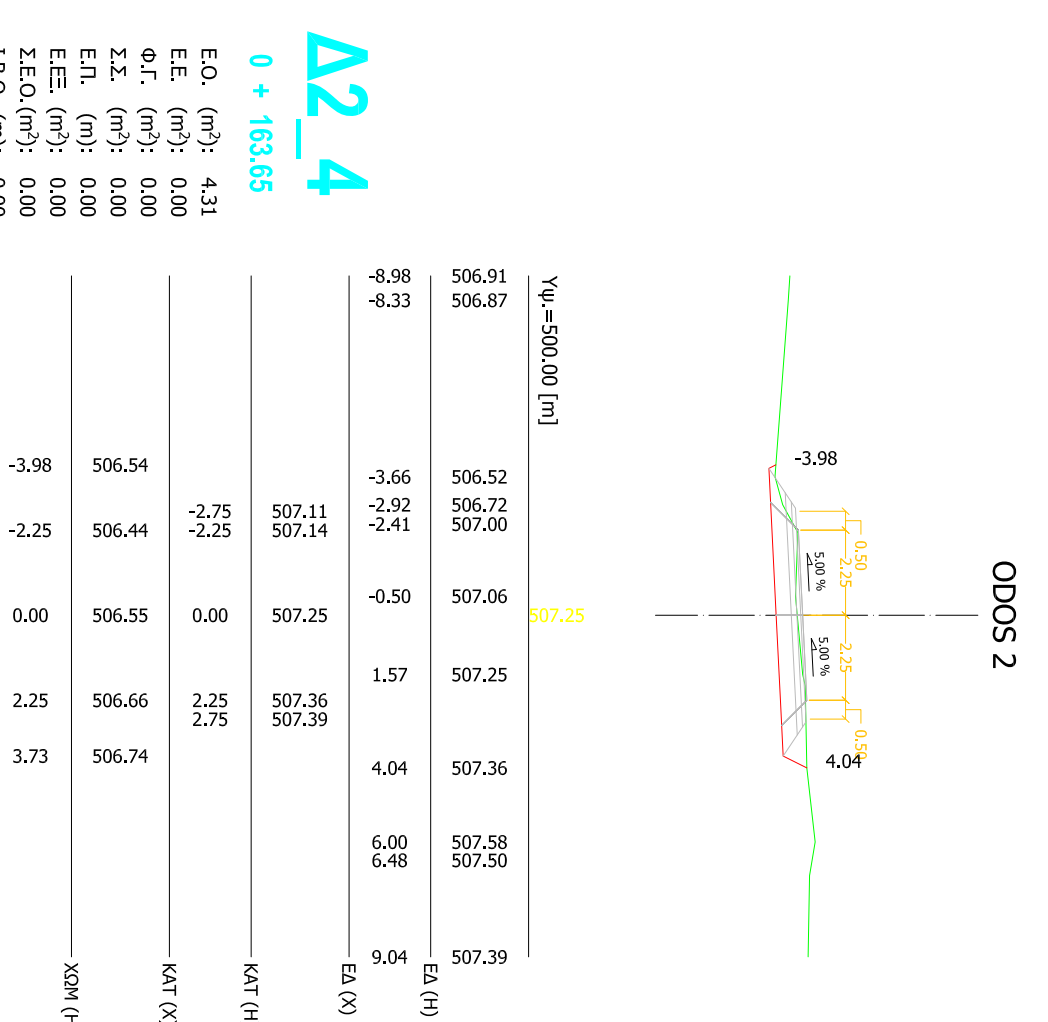 ODOS 2
-3.98
4.04
0.50
2.25
2.25
0.50
5.00 %
5.00 %
507.25
Υψ.=500.00 [m]
506.91 506.87 506.52 506.72 507.00 507.06 507.25 507.36 507.58 507.50 507.39
ΕΔ (Η)
-8.98 -8.33 -3.66 -2.92 -2.41 -0.50 1.57 4.04 6.00 6.48 9.04
ΕΔ (Χ)
507.11 507.14 507.25 507.36 507.39
ΚΑΤ (Η
-2.75 -2.25 0.00 2.25 2.75
ΚΑΤ (Χ
506.54 506.44 506.55 506.66 506.74
ΧΩΜ (Η
-3.98 -2.25 0.00 2.25 3.73
Δ2_4
0 + 163.65
Ε.Ο. (m²): 4.31
Ε.Ε. (m²): 0.00
Φ.Γ. (m²): 0.00
Σ.Σ. (m²): 0.00
Ε.Π. (m): 0.00
Ε.ΕΞ. (m²): 0.00
Σ.Ε.Ο. (m²): 0.00